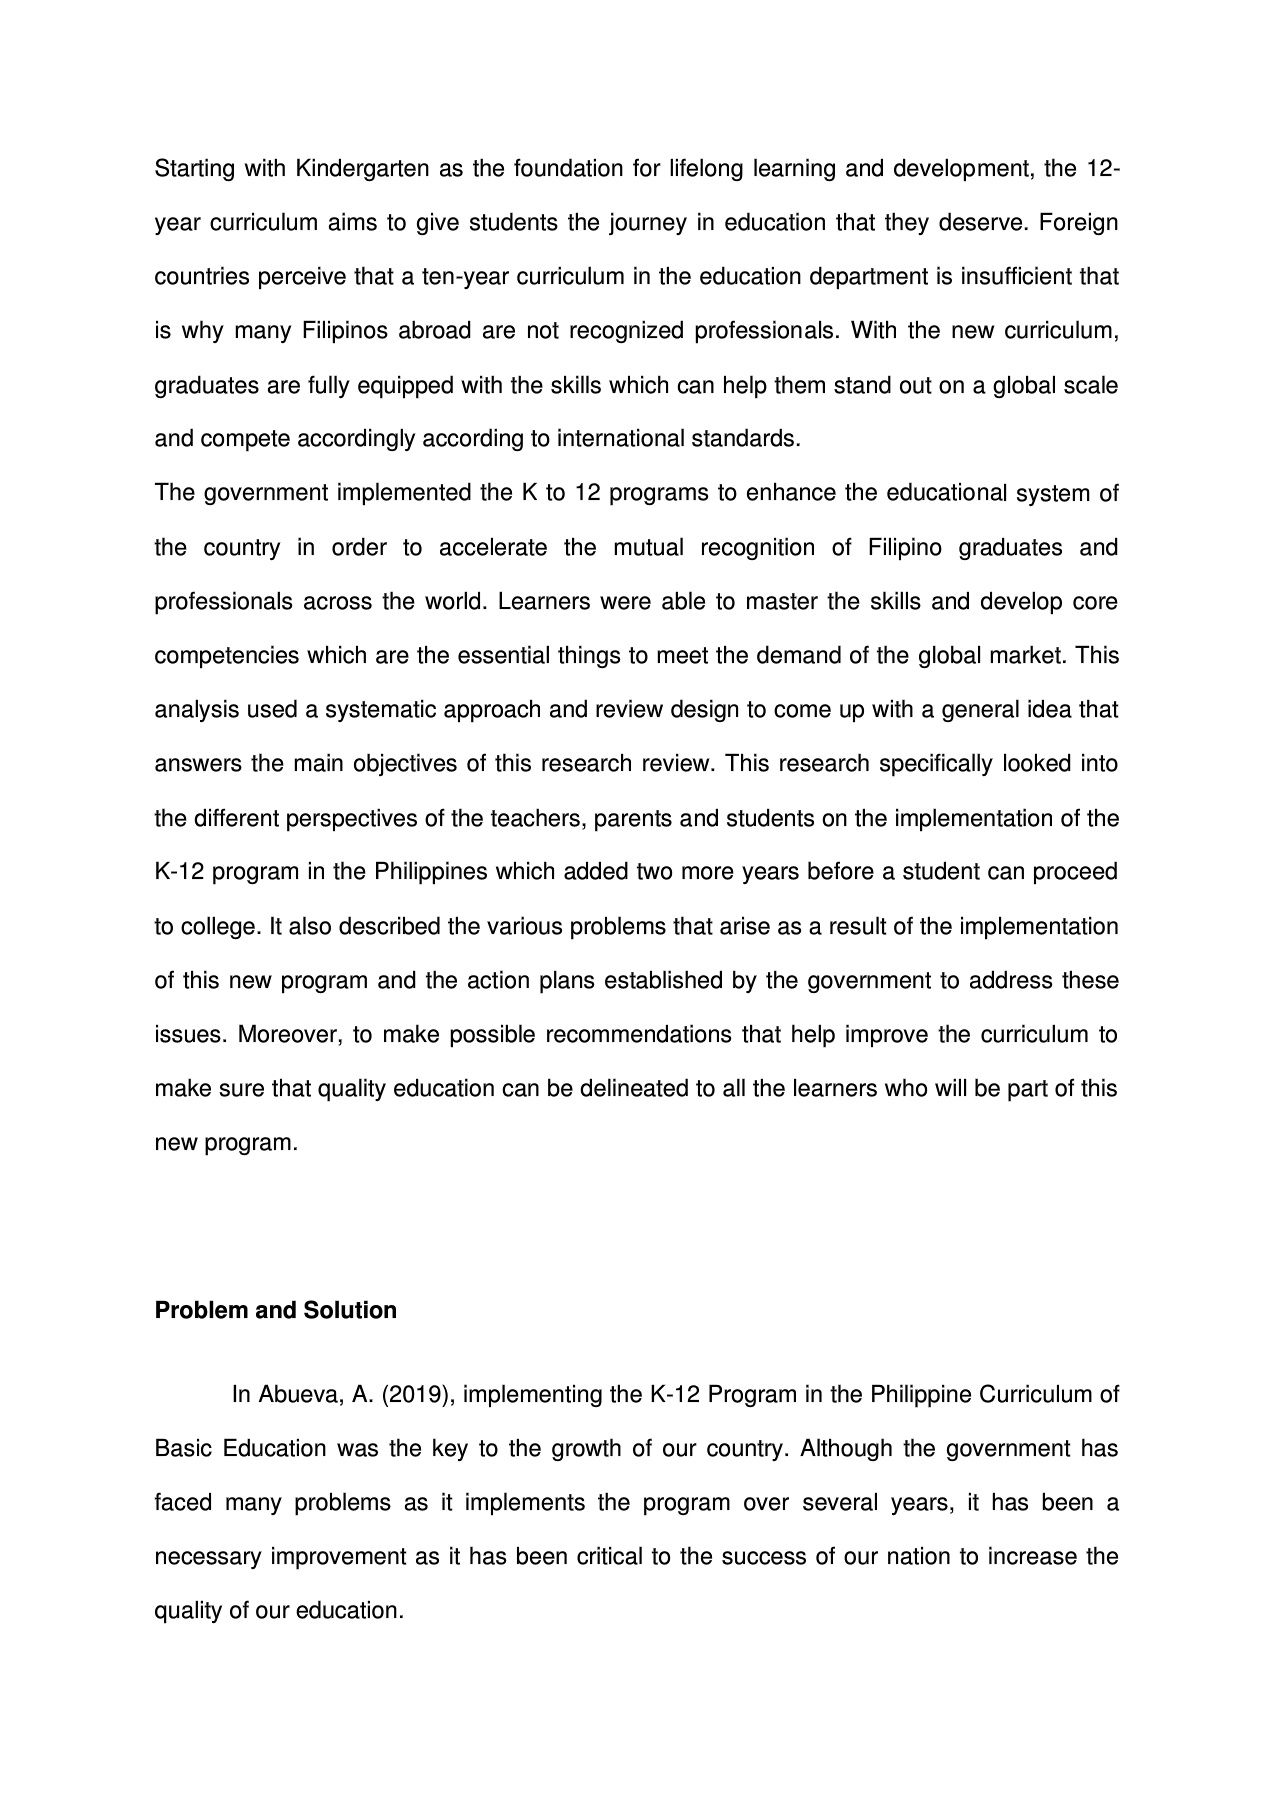 Starting with Kindergarten as the foundation for lifelong learning and development, the 12-
year curriculum aims to give students the journey in education that they deserve. Foreign
countries perceive that a ten-year curriculum in the education department is insufficient that
is why many Filipinos abroad are not recognized professionals. With the new curriculum,
graduates are fully equipped with the skills which can help them stand out on a global scale
and compete accordingly according to international standards.
The government implemented the K to 12 programs to enhance the educational system of
the country in order to accelerate the mutual recognition of Filipino graduates and
professionals across the world. Learners were able to master the skills and develop core
competencies which are the essential things to meet the demand of the global market. This
analysis used a systematic approach and review design to come up with a general idea that
answers the main objectives of this research review. This research specifically looked into
the different perspectives of the teachers, parents and students on the implementation of the
K-12 program in the Philippines which added two more years before a student can proceed
to college. It also described the various problems that arise as a result of the implementation
of this new program and the action plans established by the government to address these
issues. Moreover, to make possible recommendations that help improve the curriculum to
make sure that quality education can be delineated to all the learners who will be part of this
new program.
Problem and Solution
In Abueva, A. (2019), implementing the K-12 Program in the Philippine Curriculum of
Basic Education was the key to the growth of our country. Although the government has
faced many problems as it implements the program over several years, it has been a
necessary improvement as it has been critical to the success of our nation to increase the
quality of our education.